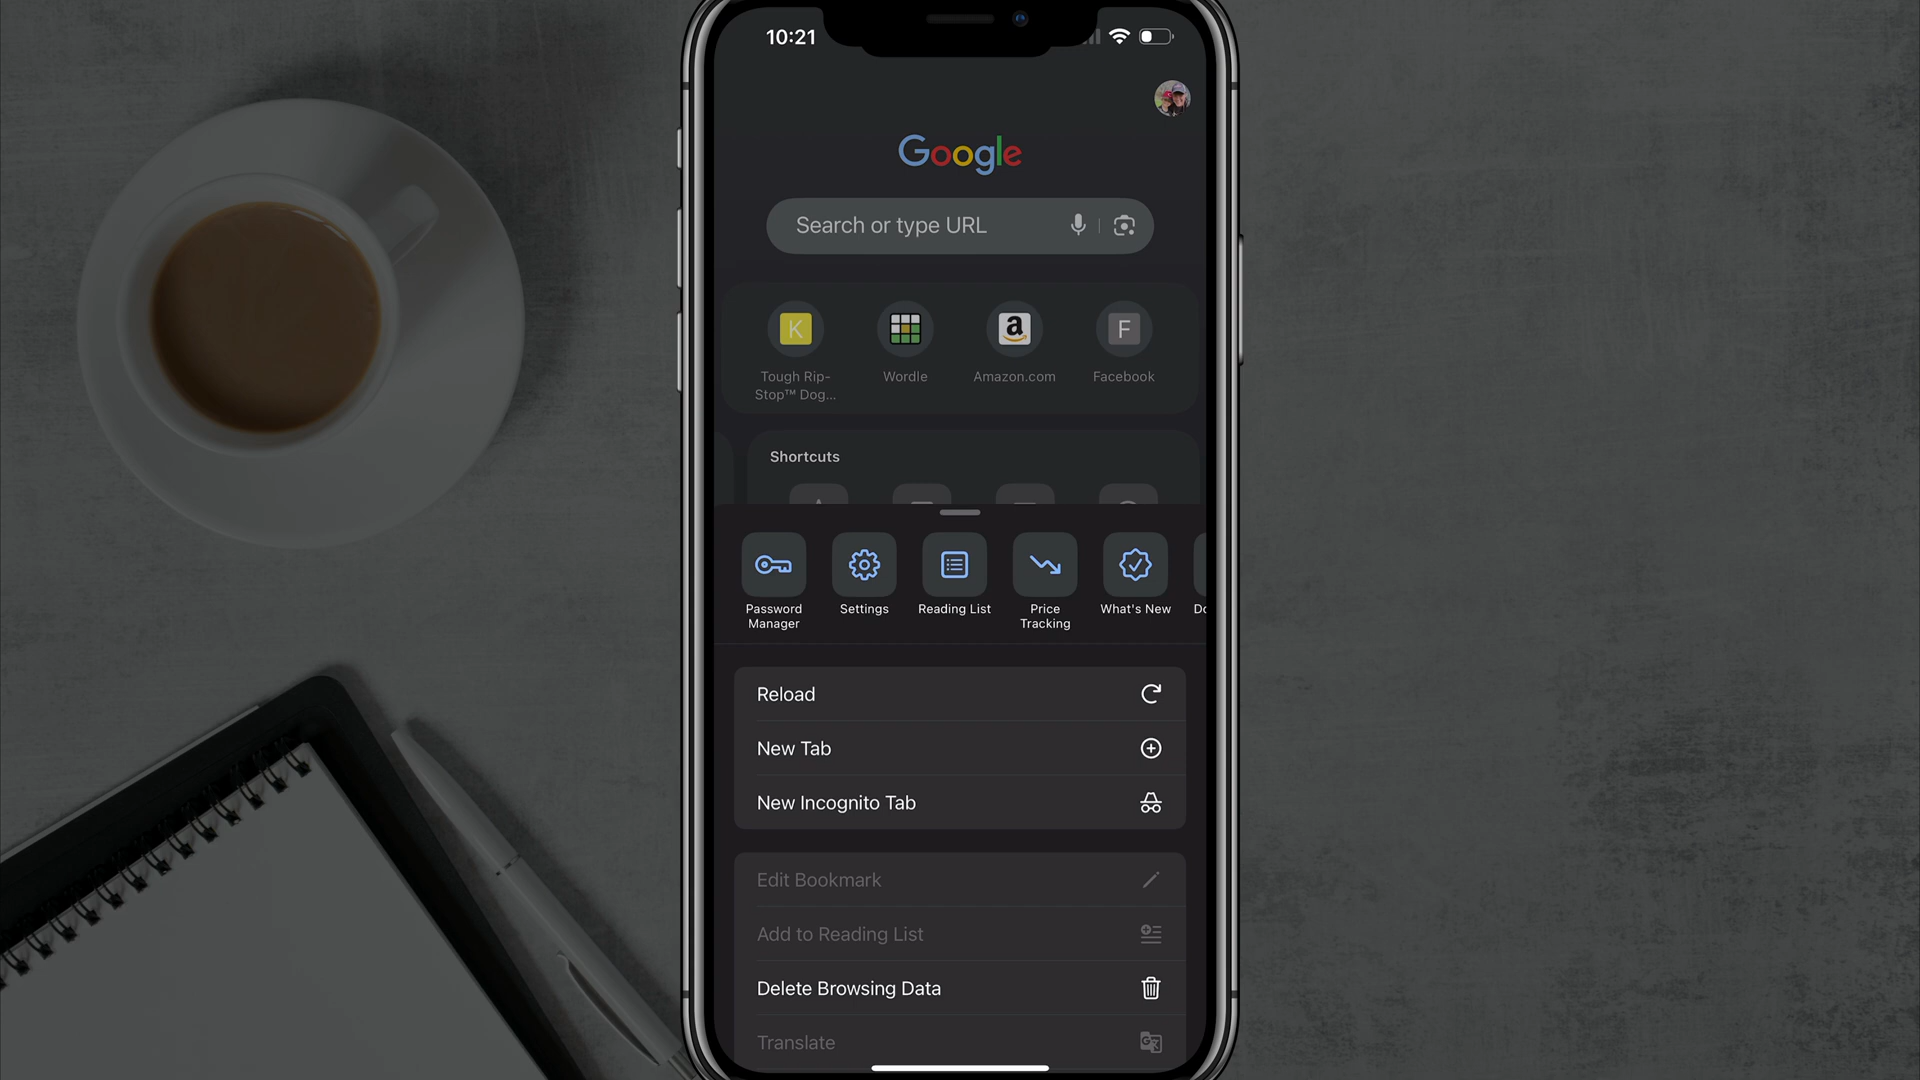 10:21
Google
Search or type URL
K
a
F
Tough Rip-
Stop™ Dog...
Wordle
Amazon.com
Facebook
Shortcuts
Password
Manager
Settings
Reading List
Price
Tracking
What's New
Do
Reload
New Tab
New Incognito Tab
Edit Bookmark
Add to Reading List
Delete Browsing Data
Translate